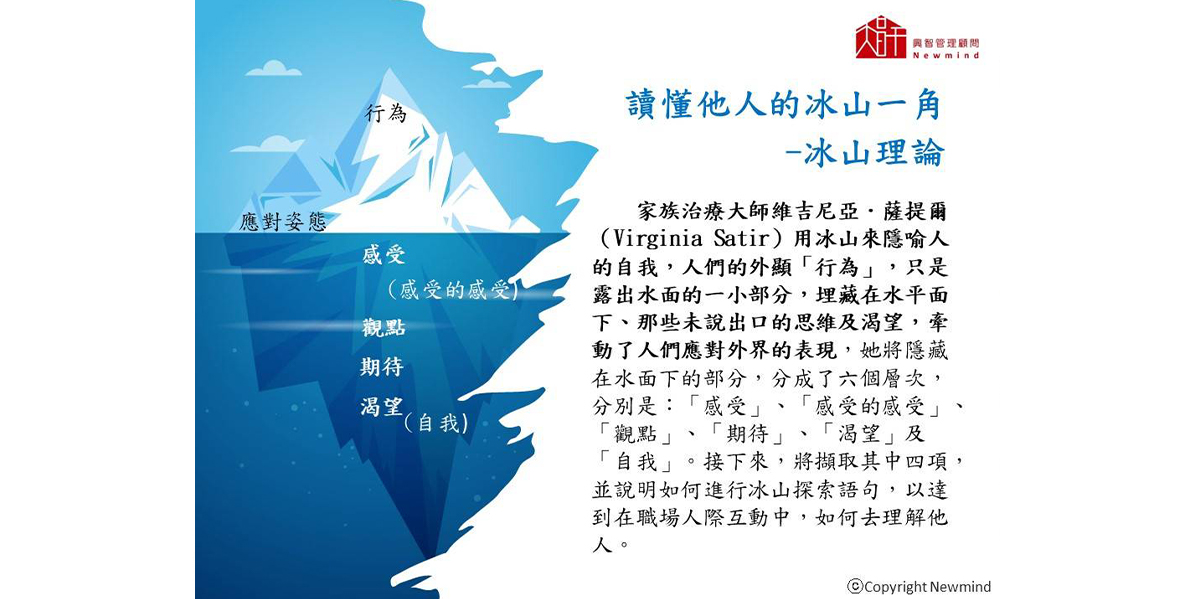 興智管理顧問
Newmind
讀懂他人的冰山一角
-冰山理論
行為
應對姿態
感受
(感受的感受)
觀點
期待
渴望
(自我)
家族治療大師維吉尼亞．薩提爾
（Virginia Satir）用冰山來隱喻人
的自我，人們的外顯「行為」，只是
露出水面的一小部分，埋藏在水平面
下、那些未說出口的思維及渴望，牽
動了人們應對外界的表現，她將隱藏
在水面下的部分，分成了六個層次，
分別是：「感受」、「感受的感受」、
「觀點」、「期待」、「渴望」及
「自我」。接下來，將擷取其中四項，
並說明如何進行冰山探索語句，以達
到在職場人際互動中，如何去理解他
人。
©Copyright Newmind